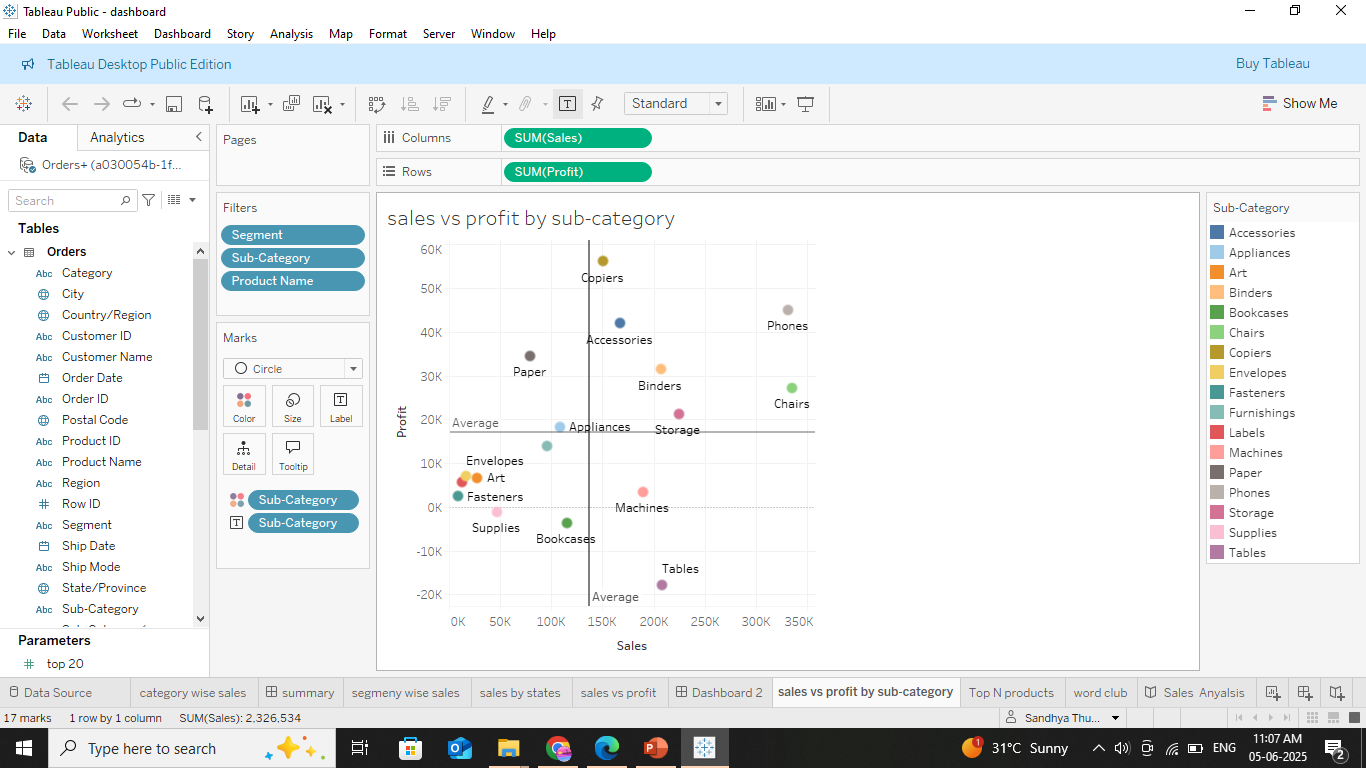 Tableau Public - dashboard
File Data Worksheet Dashboard Story Analysis Map Format Server Window Help
Tableau Desktop Public Edition Buy Tableau
Standard Show Me
Data Analytics
Orders+ (a030054b-1f...
Search
Tables
Orders
Abc Category
City
Country/Region
Abc Customer ID
Abc Customer Name
Order Date
Abc Order ID
Postal Code
Abc Product ID
Abc Product Name
Abc Region
Row ID
Abc Segment
Ship Date
Abc Ship Mode
State/Province
Abc Sub-Category
Parameters
# top 20
Pages
Filters
Segment
Sub-Category
Product Name
Marks
Circle
Color Size Label
Detail Tooltip
Sub-Category
Sub-Category
Columns SUM(Sales)
Rows SUM(Profit)
sales vs profit by sub-category
60K
50K
40K
30K
20K
10K
0K
-10K
-20K
Profit
Copiers
Phones
Accessories
Paper
Binders
Chairs
Average
Appliances
Storage
Envelopes
Art
Fasteners
Machines
Supplies
Bookcases
Tables
Average
0K 50K 100K 150K 200K 250K 300K 350K
Sales
Sub-Category
Accessories
Appliances
Art
Binders
Bookcases
Chairs
Copiers
Envelopes
Fasteners
Furnishings
Labels
Machines
Paper
Phones
Storage
Supplies
Tables
Data Source category wise sales summary segmeny wise sales sales by states sales vs profit Dashboard 2 sales vs profit by sub-category Top N products word club Sales Anyalsis
17 marks 1 row by 1 column SUM(Sales): 2,326,534 Sandhya Thu...
Type here to search 31°C Sunny ENG 11:07 AM
05-06-2025